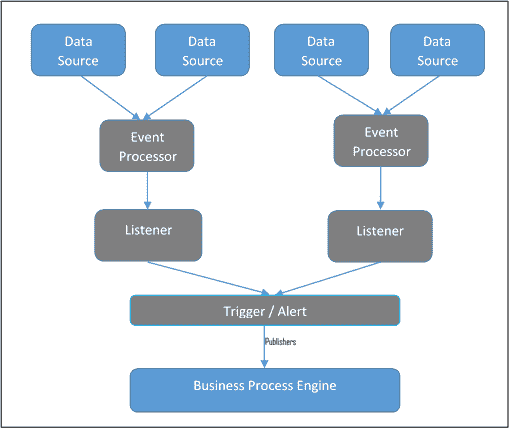 Data
Source
Data
Source
Data
Source
Data
Source
Event
Processor
Event
Processor
Listener
Listener
Trigger / Alert
Publishers
Business Process Engine